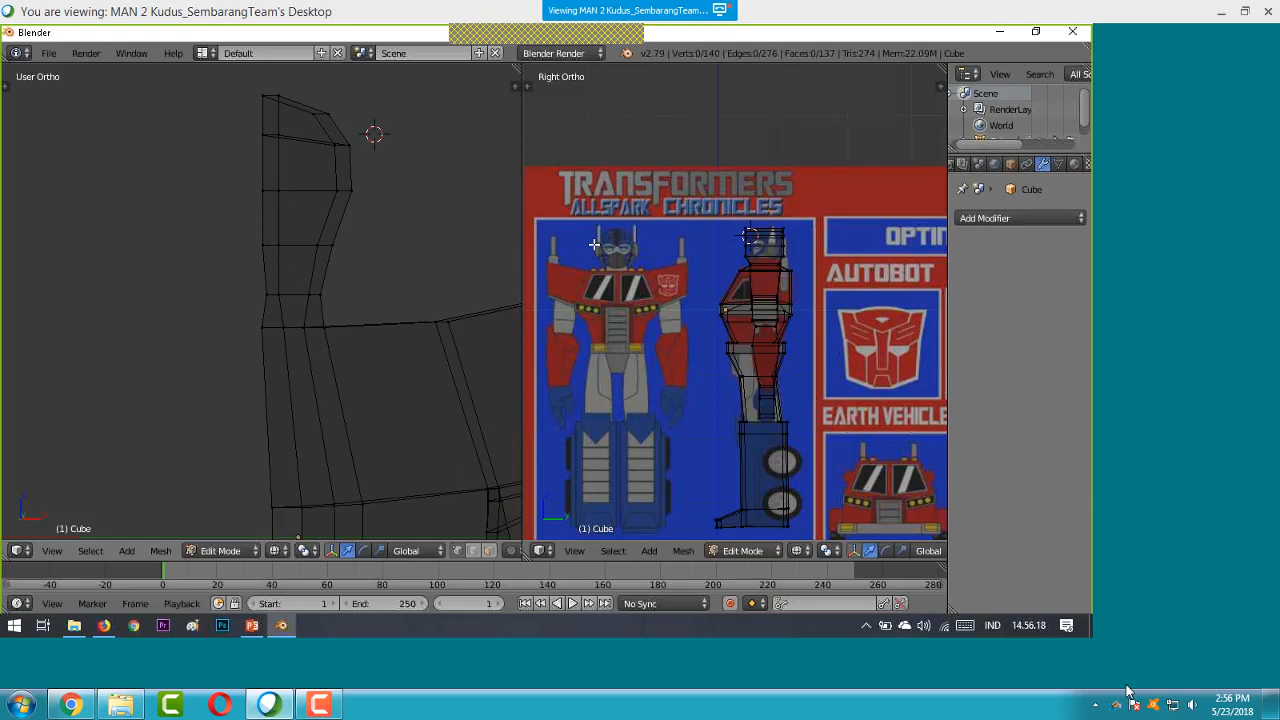 You are viewing: MAN 2 Kudus_SembarangTeam's Desktop
Viewing MAN 2 Kudus_SembarangTeam...
Blender
File Render Window Help Default Scene Blender Render v2.79 | Verts:0/140 | Edges:0/276 | Faces:0/137 | Tris:274 | Mem:22.09M | Cube
User Ortho
Right Ortho
View Search All Sc
Scene
RenderLay
World
Cube
Add Modifier
TRANSFORMERS
ALLSPARK CHRONICLES
OPTIM
AUTOBOT
EARTH VEHICLE
(1) Cube
(1) Cube
View Select Add Mesh Edit Mode Global
View Select Add Mesh Edit Mode Global
-40 -20 0 20 40 60 80 100 120 140 160 180 200 220 240 260 280
View Marker Frame Playback Start: 1 End: 250 1 No Sync
IND 14.56.18
2:56 PM
5/23/2018